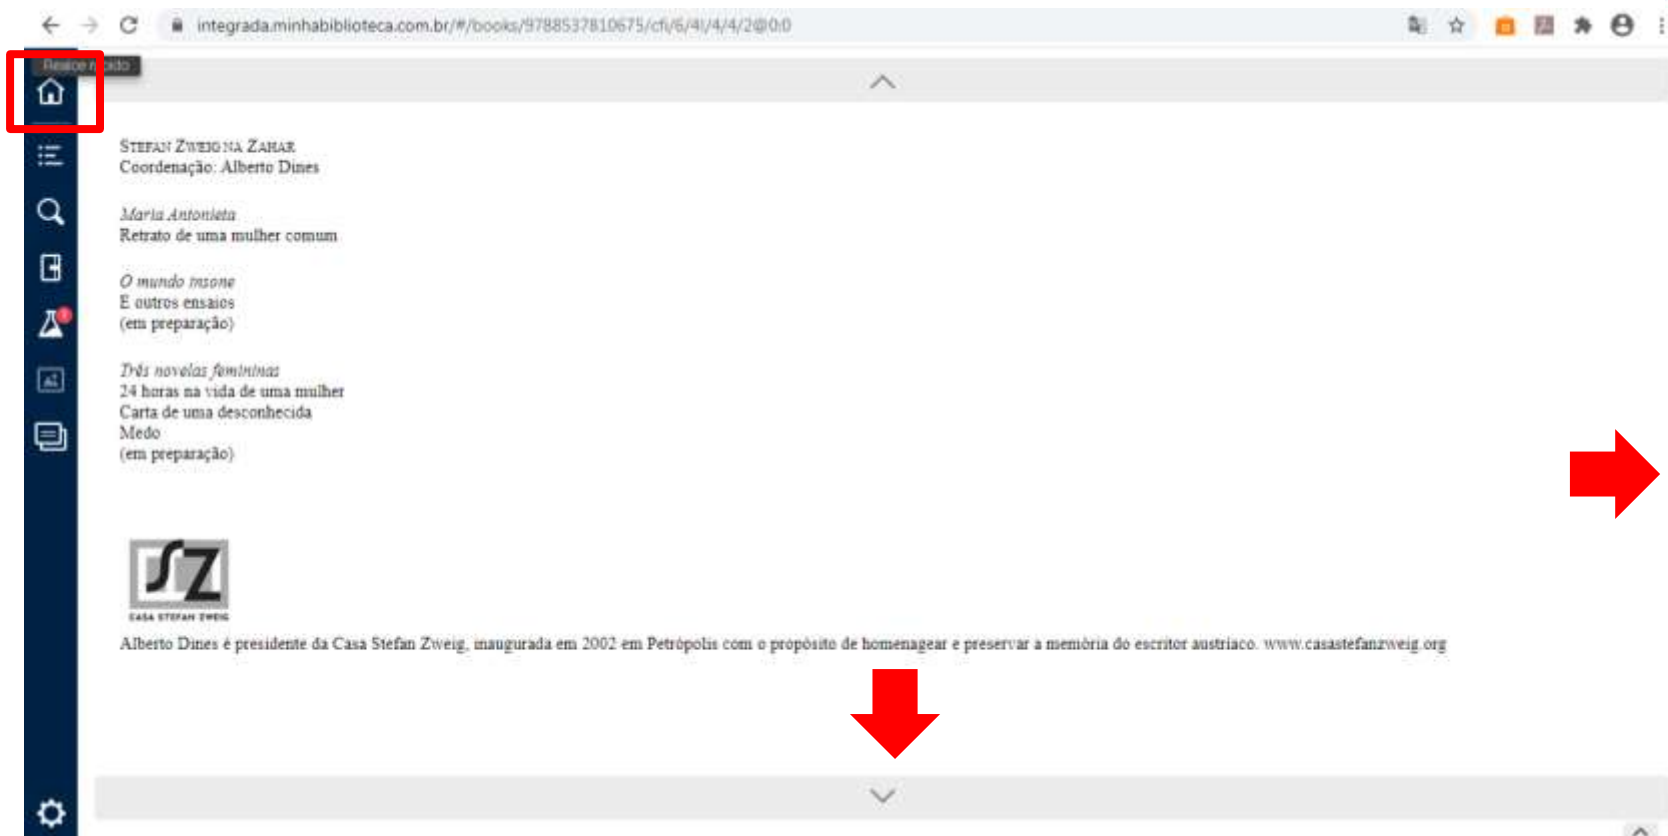 integrada.minhabiblioteca.com.br/#/books/9788537810675/cfi/6/4!/4/4/2@0:0
Realce rápido
STEFAN ZWEIG NA ZAHAR
Coordenação: Alberto Dines
Maria Antonieta
Retrato de uma mulher comum
O mundo insone
E outros ensaios
(em preparação)
Três novelas femininas
24 horas na vida de uma mulher
Carta de uma desconhecida
Medo
(em preparação)
SZ
CASA STEFAN ZWEIG
Alberto Dines é presidente da Casa Stefan Zweig, inaugurada em 2002 em Petrópolis com o propósito de homenagear e preservar a memória do escritor austríaco. www.casastefanzweig.org